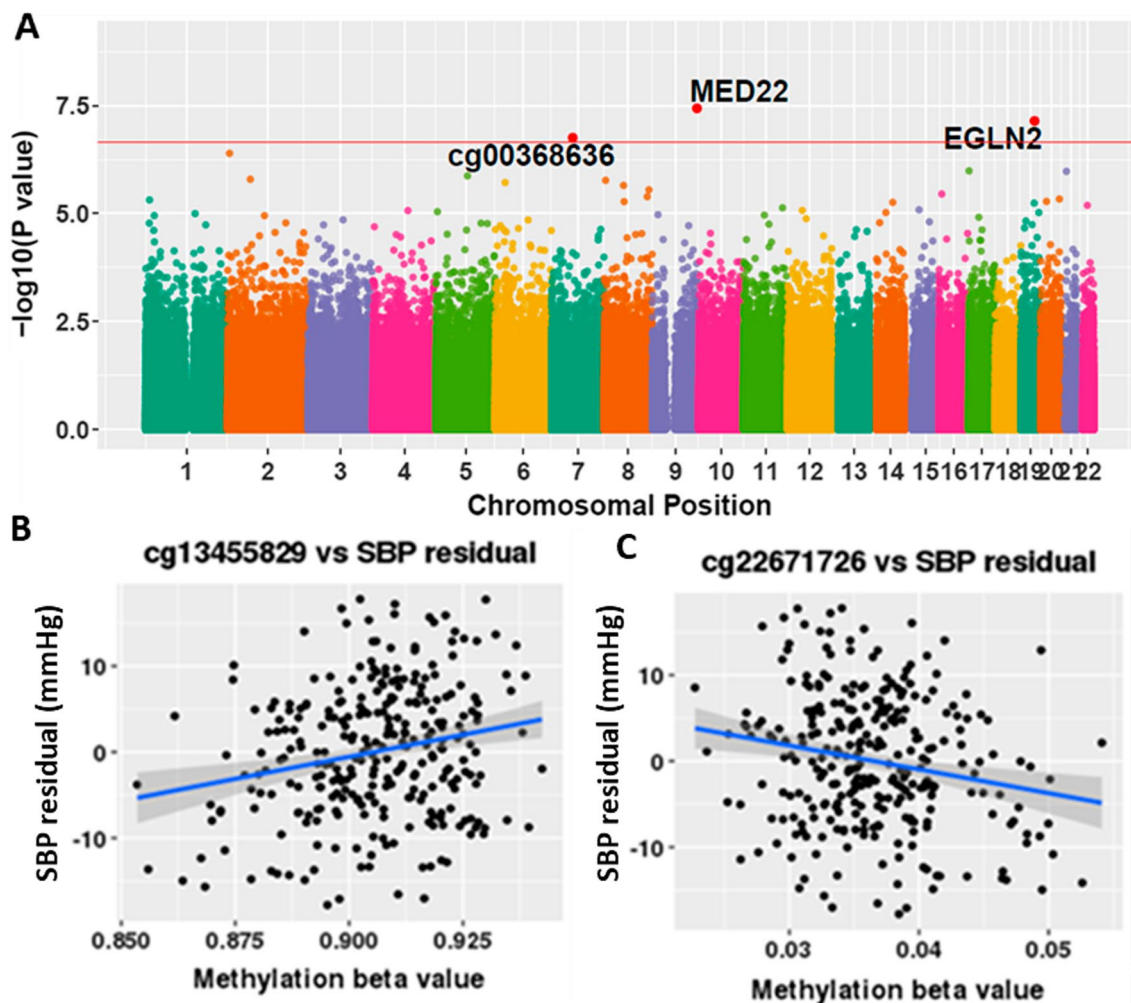 A
−log10(P value)
7.5
5.0
2.5
0.0
MED22
EGLN2
cg00368636
1 2 3 4 5 6 7 8 9 10 11 12 13 14 15 16 17 18 19 20 21 22
Chromosomal Position
B
cg13455829 vs SBP residual
SBP residual (mmHg)
10
0
-10
0.850 0.875 0.900 0.925
Methylation beta value
C
cg22671726 vs SBP residual
SBP residual (mmHg)
10
0
-10
0.03 0.04 0.05
Methylation beta value